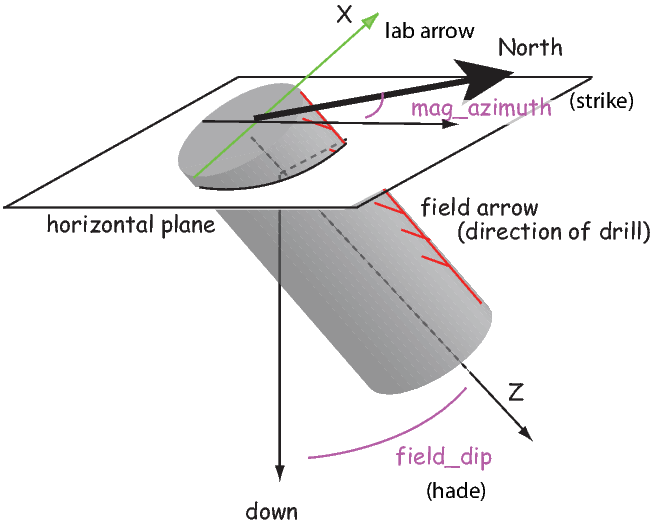 X
lab arrow
North
mag_azimuth
(strike)
horizontal plane
field arrow
(direction of drill)
Z
field_dip
(hade)
down